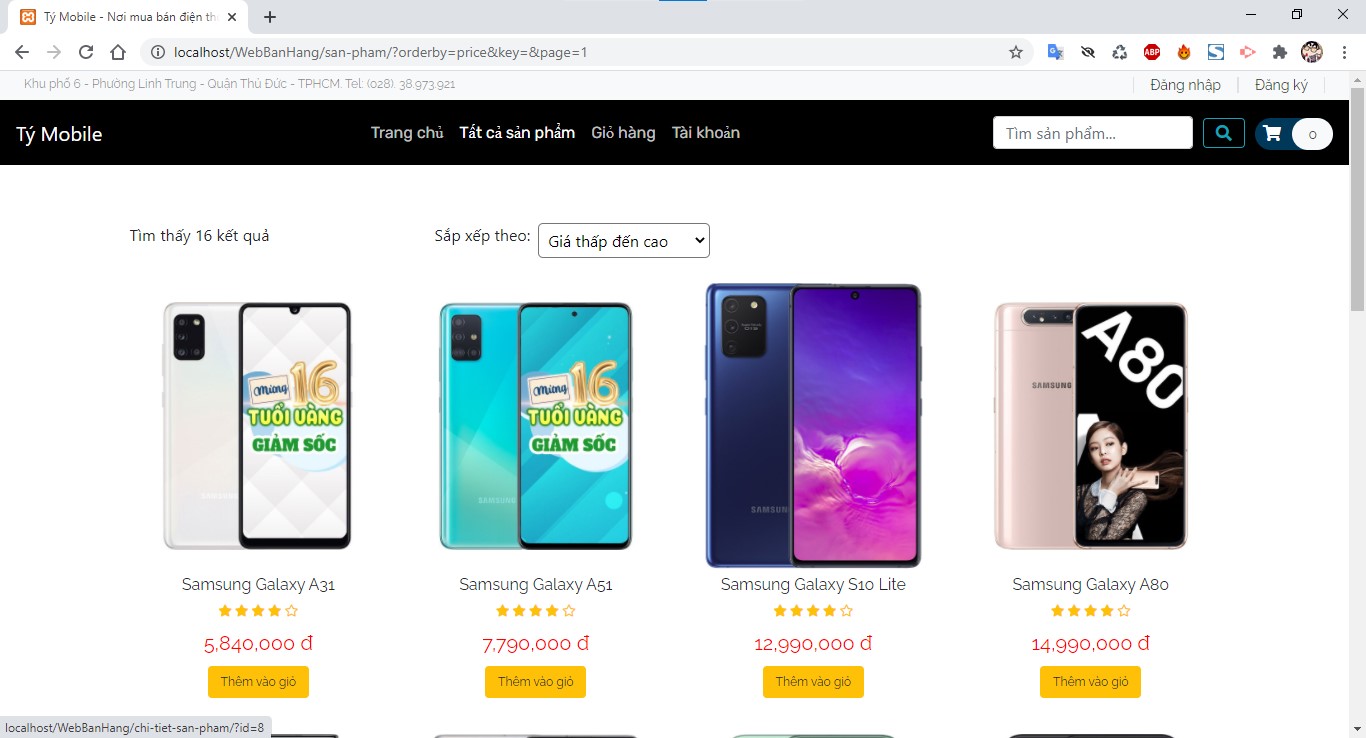 Tý Mobile - Nơi mua bán điện th
localhost/WebBanHang/san-pham/?orderby=price&key=&page=1
ABP
Khu phố 6 - Phường Linh Trung - Quận Thủ Đức - TPHCM. Tel: (028). 38.973.921
Đăng nhập
Đăng ký
Tý Mobile
Trang chủ
Tất cả sản phẩm
Giỏ hàng
Tài khoản
Tìm sản phẩm...
0
Tìm thấy 16 kết quả
Sắp xếp theo:
Giá thấp đến cao
Mừng 16
TUỔI VÀNG
GIẢM SỐC
SAMSUNG
Mừng 16
TUỔI VÀNG
GIẢM SỐC
SAMSUNG
SAMSUNG
A80
SAMSUNG
Samsung Galaxy A31
Samsung Galaxy A51
Samsung Galaxy S10 Lite
Samsung Galaxy A80
5,840,000 đ
7,790,000 đ
12,990,000 đ
14,990,000 đ
Thêm vào giỏ
Thêm vào giỏ
Thêm vào giỏ
Thêm vào giỏ
localhost/WebBanHang/chi-tiet-san-pham/?id=8